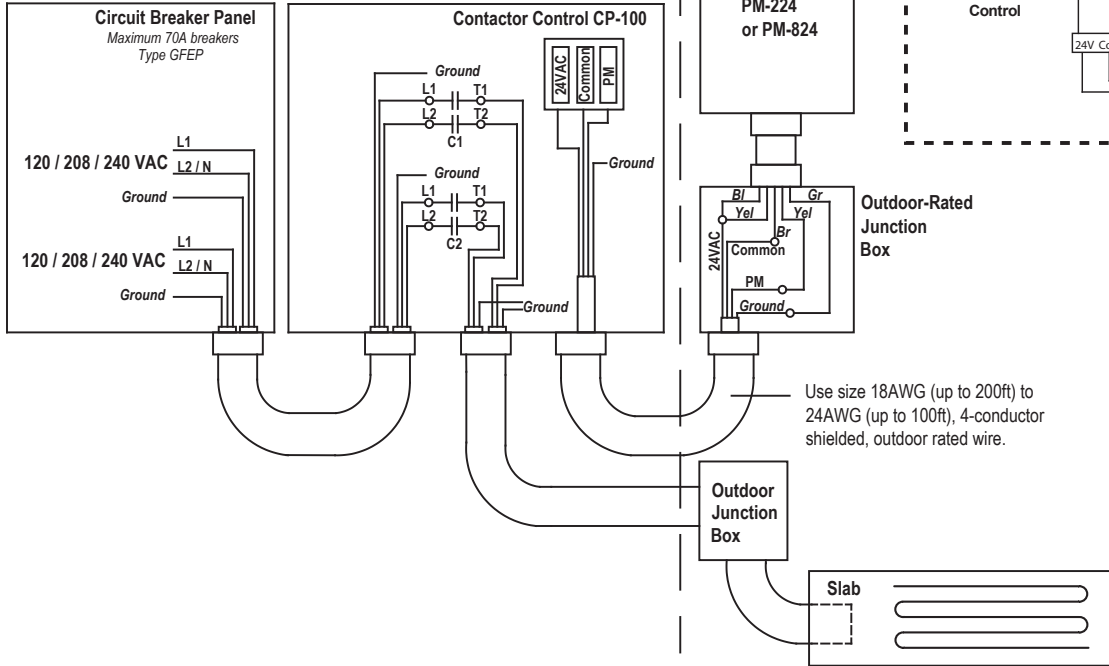 Circuit Breaker Panel
Maximum 70A breakers
Type GFEP
L1
120 / 208 / 240 VAC
L2 / N
Ground
L1
120 / 208 / 240 VAC
L2 / N
Ground
Contactor Control CP-100
Ground
L1
T1
L2
T2
C1
Ground
L1
T1
L2
T2
C2
Ground
24VAC
Common
PM
Ground
PM-224
or PM-824
Control
24V Co
Bl
Gr
Yel
Yel
Br
24VAC
Common
PM
Ground
Outdoor-Rated
Junction
Box
Use size 18AWG (up to 200ft) to
24AWG (up to 100ft), 4-conductor
shielded, outdoor rated wire.
Outdoor
Junction
Box
Slab